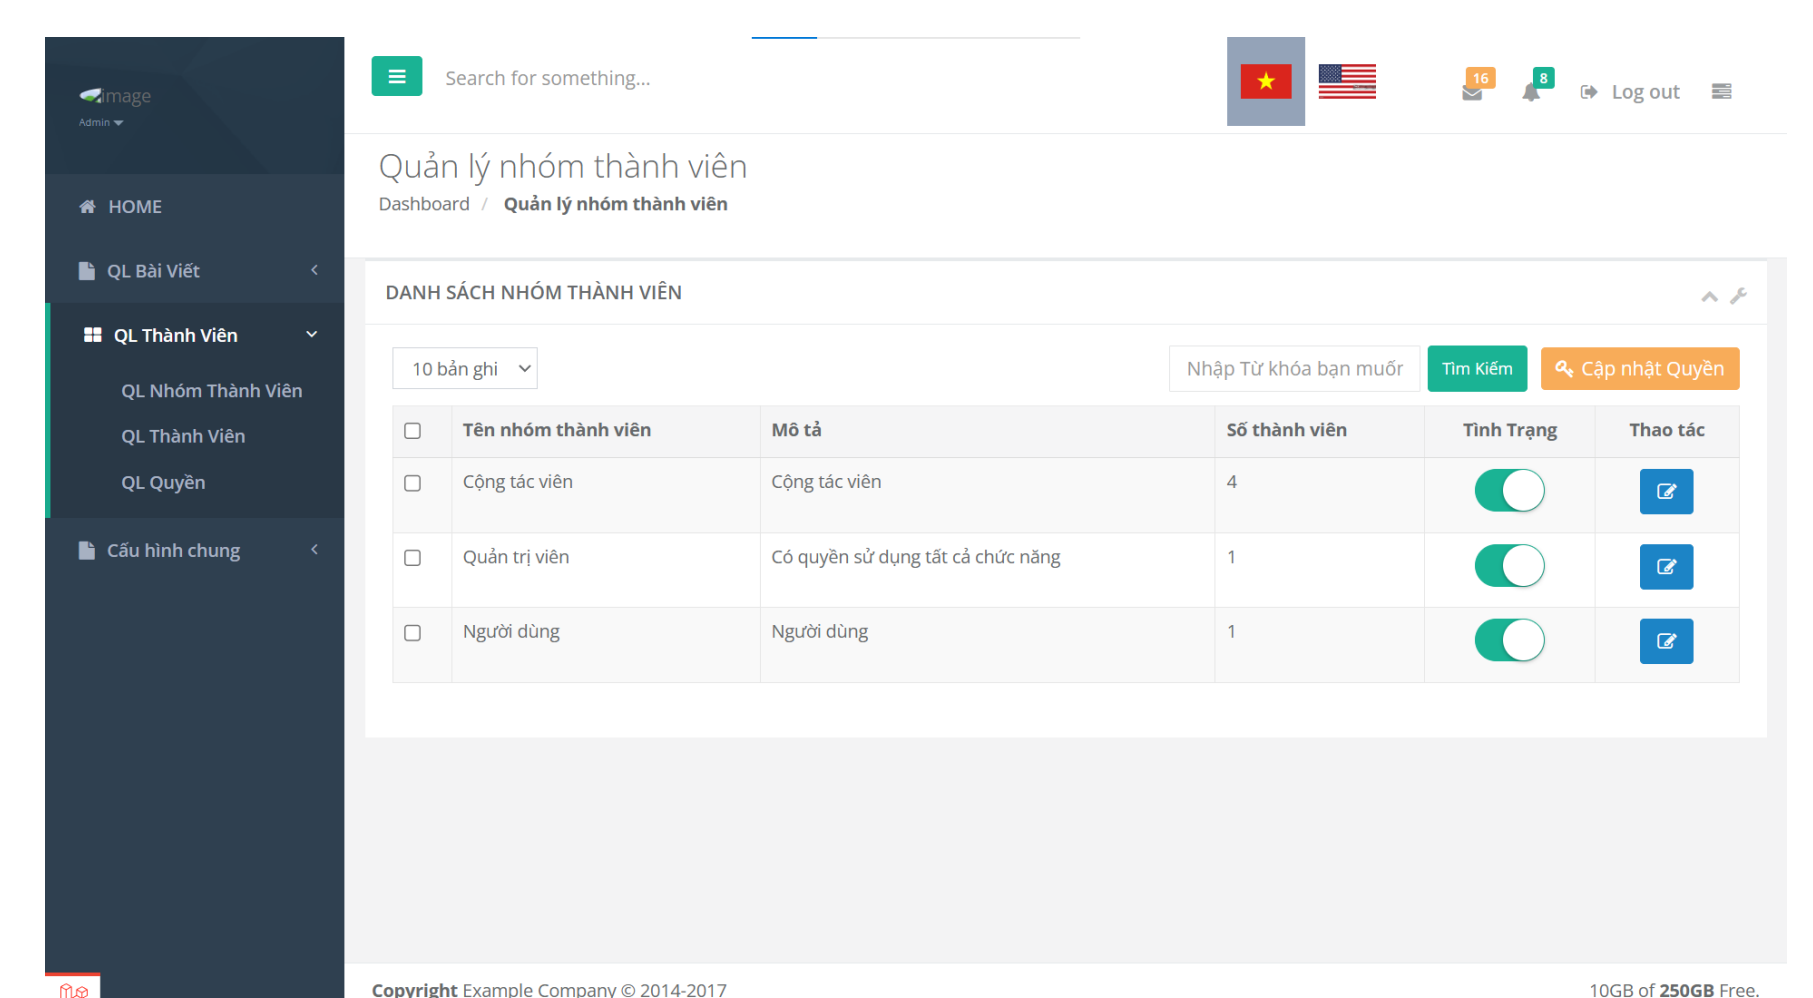 image
Admin
HOME
QL Bài Viết
QL Thành Viên
QL Nhóm Thành Viên
QL Thành Viên
QL Quyền
Cấu hình chung
Search for something...
16
8
Log out
Quản lý nhóm thành viên
Dashboard / Quản lý nhóm thành viên
DANH SÁCH NHÓM THÀNH VIÊN
10 bản ghi
Nhập Từ khóa bạn muốr
Tìm Kiếm
Cập nhật Quyền
Tên nhóm thành viên Mô tả Số thành viên Tình Trạng Thao tác
Cộng tác viên Cộng tác viên 4
Quản trị viên Có quyền sử dụng tất cả chức năng 1
Người dùng Người dùng 1
Copyright Example Company © 2014-2017
10GB of 250GB Free.